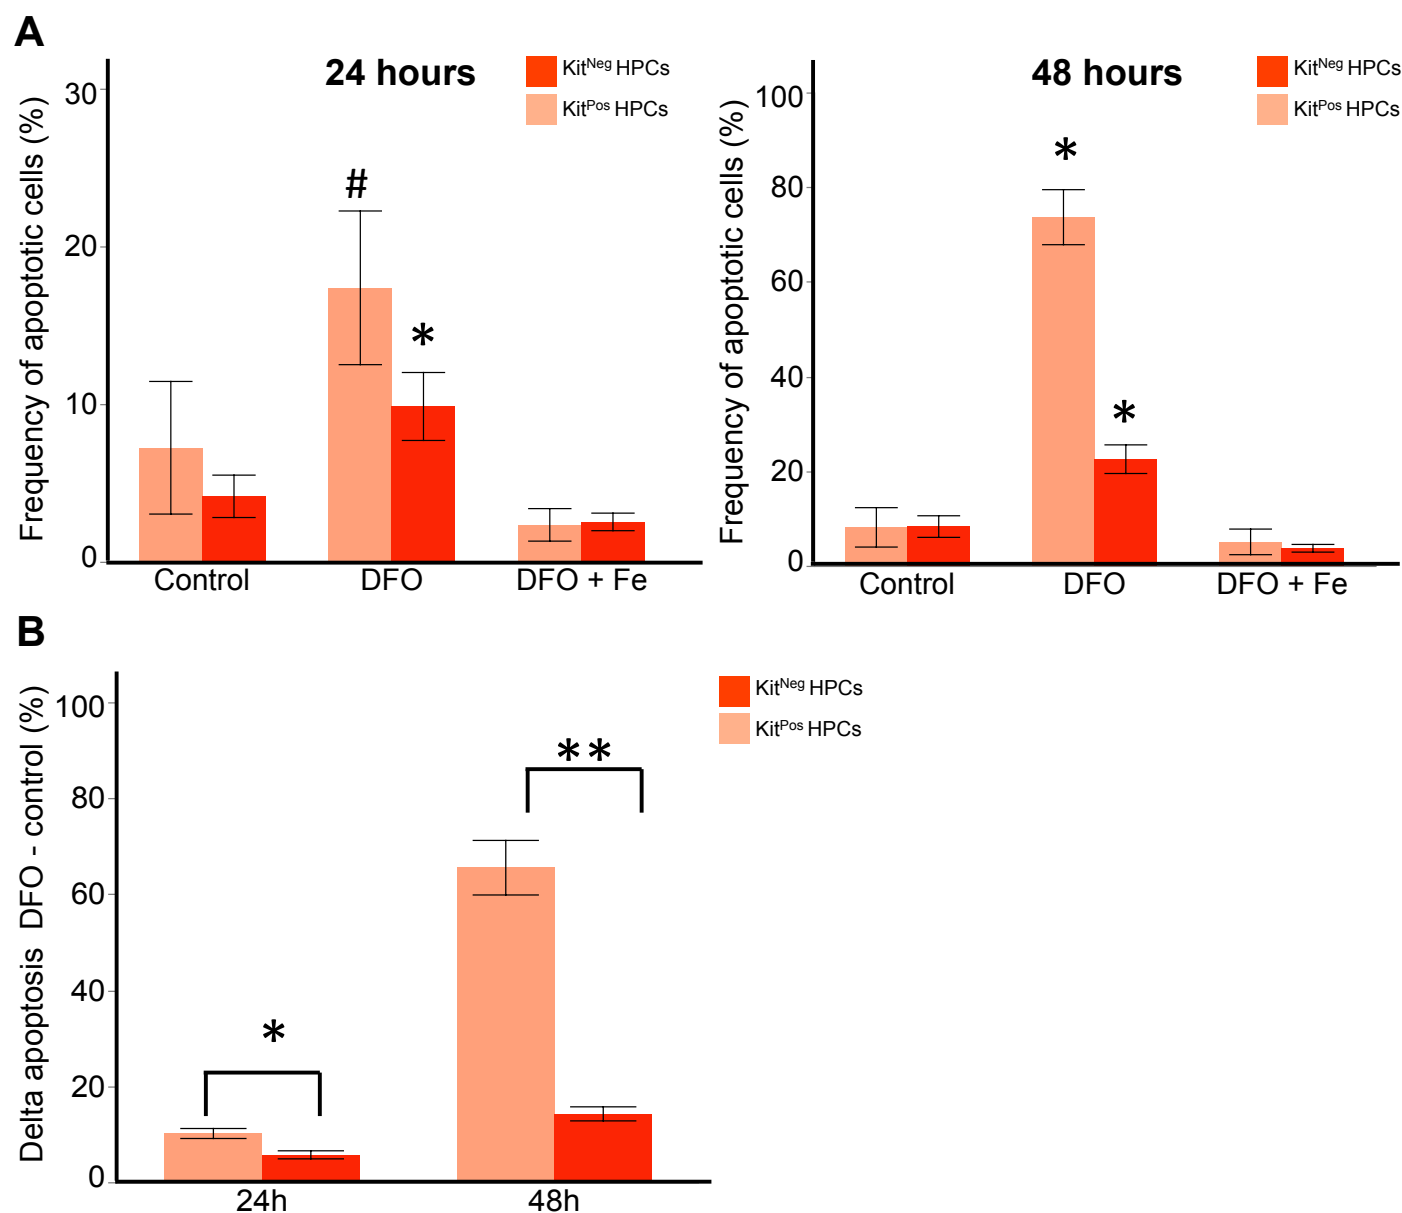 A
24 hours
Kit^Neg HPCs
Kit^Pos HPCs
Frequency of apoptotic cells (%)
30
20
10
0
#
*
Control
DFO
DFO + Fe
48 hours
Kit^Neg HPCs
Kit^Pos HPCs
Frequency of apoptotic cells (%)
100
80
60
40
20
0
*
*
Control
DFO
DFO + Fe
B
Kit^Neg HPCs
Kit^Pos HPCs
Delta apoptosis DFO - control (%)
100
80
60
40
20
0
**
*
24h
48h